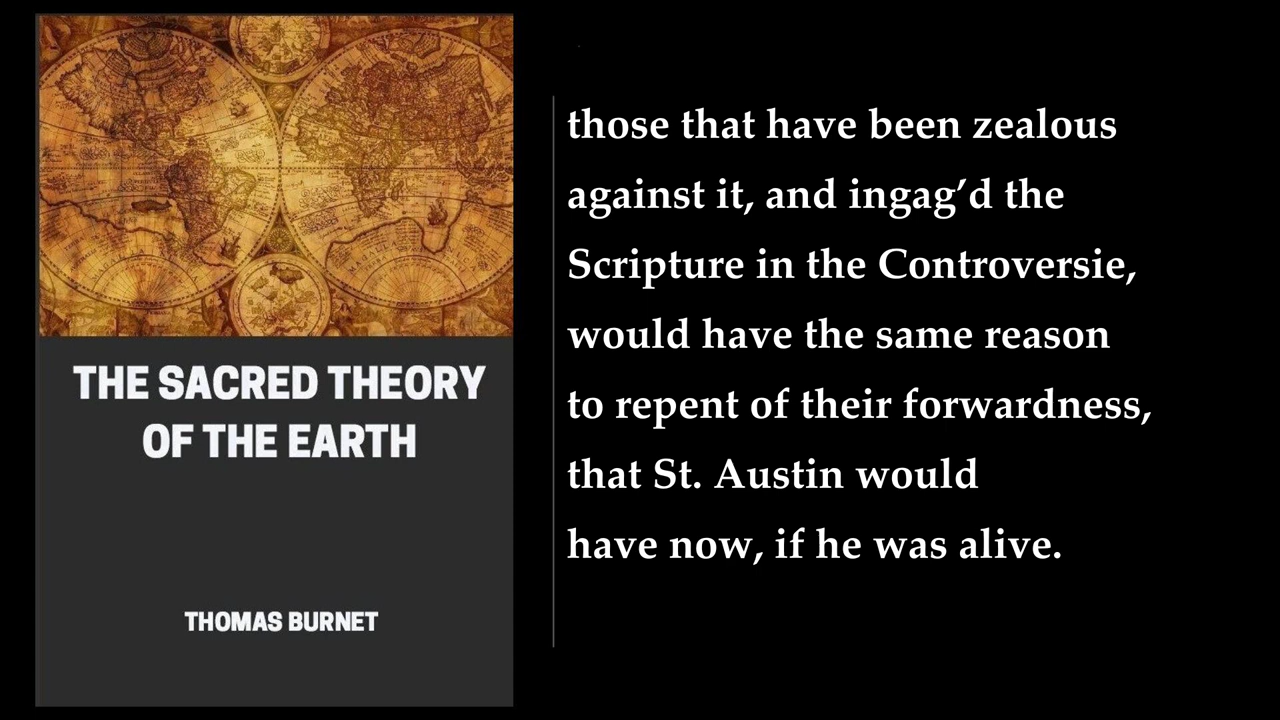 THE SACRED THEORY
OF THE EARTH
THOMAS BURNET
those that have been zealous
against it, and ingag’d the
Scripture in the Controversie,
would have the same reason
to repent of their forwardness,
that St. Austin would
have now, if he was alive.